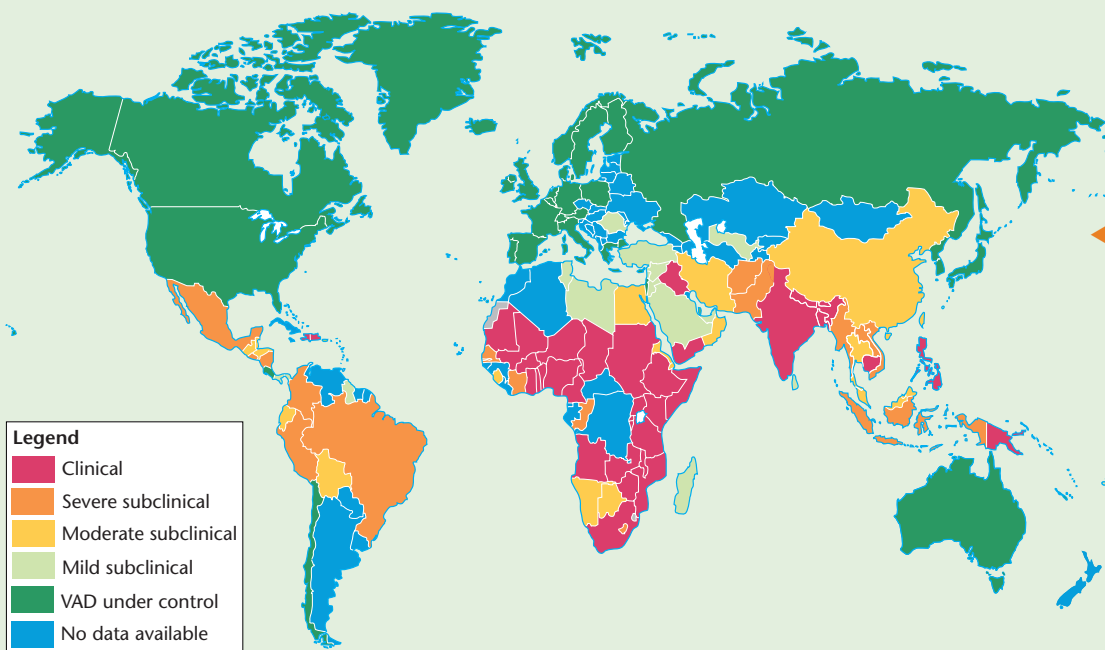 Legend
Clinical
Severe subclinical
Moderate subclinical
Mild subclinical
VAD under control
No data available